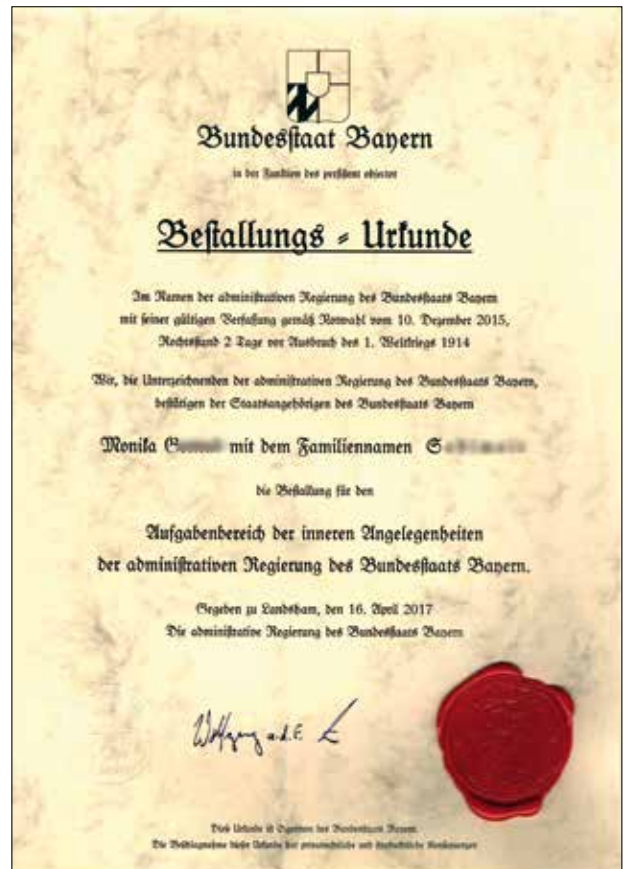 Bundesſtaat Bayern
in der Funktion des perſiſtent objector
Beſtallungs = Urkunde
Im Namen der adminiſtrativen Regierung des Bundesſtaats Bayern
mit ſeiner gültigen Verfaſſung gemäß Notwahl vom 10. Dezember 2015,
Rechtsſtand 2 Tage vor Ausbruch des 1. Weltkriegs 1914
Wir, die Unterzeichnenden der adminiſtrativen Regierung des Bundesſtaats Bayern,
beſtätigen der Staatsangehörigen des Bundesſtaats Bayern
Monika mit dem Familiennamen S
die Beſtallung für den
Aufgabenbereich der inneren Angelegenheiten
der adminiſtrativen Regierung des Bundesſtaats Bayern.
Gegeben zu Landsham, den 16. April 2017
Die adminiſtrative Regierung des Bundesſtaats Bayern
Wolfgang a.d.E.
Dieſe Urkunde iſt Eigentum des Bundesſtaats Bayern
Die Beſchlagnahme dieſer Urkunde hat